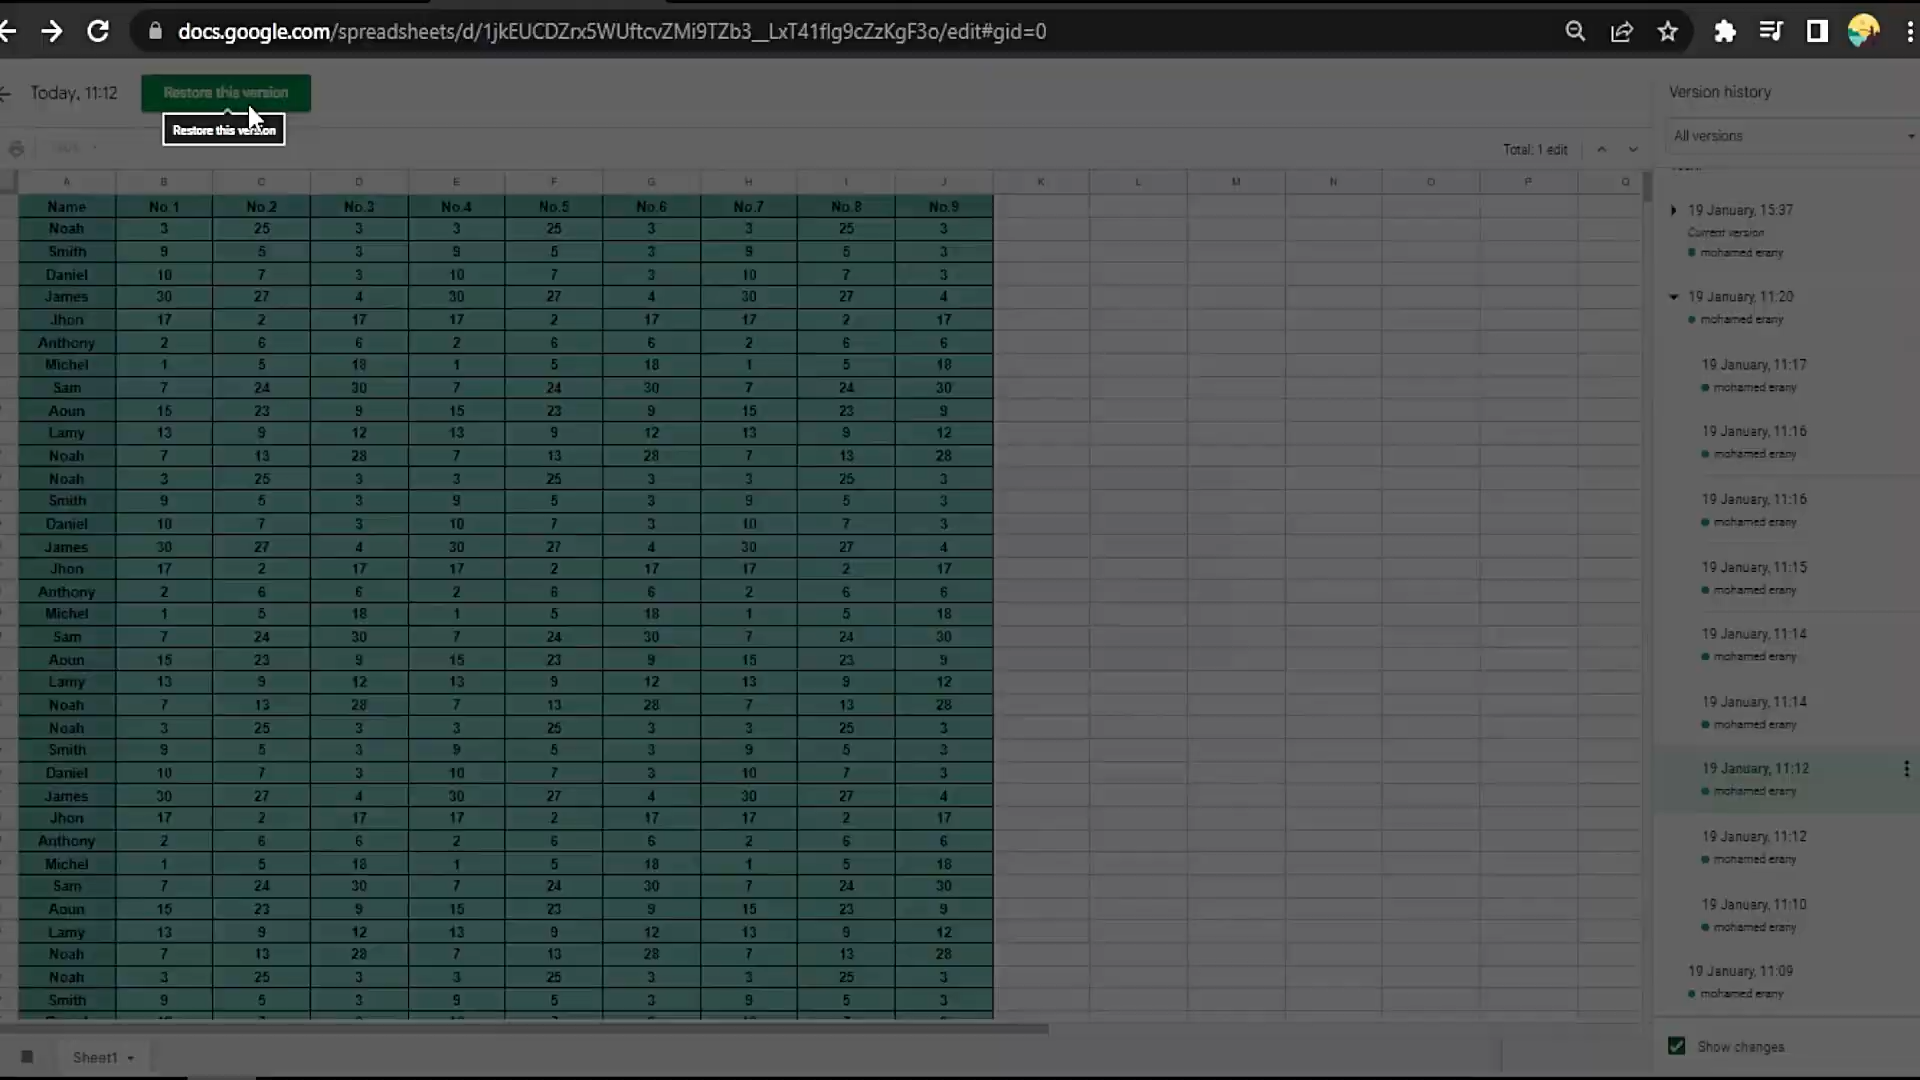 docs.google.com/spreadsheets/d/1jkEUCDZrx5WUftcvZMi9TZb3__LxT41flg9cZzKgF3o/edit#gid=0
Today, 11:12
Restore this version
Restore this version
Version history
All versions
Total: 1 edit
A B C D E F G H I J K L M N O P Q
Name No.1 No.2 No.3 No.4 No.5 No.6 No.7 No.8 No.9
Noah 3 25 3 3 25 3 3 25 3
Smith 9 5 3 9 5 3 9 5 3
Daniel 10 7 3 10 7 3 10 7 3
James 30 27 4 30 27 4 30 27 4
Jhon 17 2 17 17 2 17 17 2 17
Anthony 2 6 6 2 6 6 2 6 6
Michel 1 5 18 1 5 18 1 5 18
Sam 7 24 30 7 24 30 7 24 30
Aoun 15 23 9 15 23 9 15 23 9
Lamy 13 9 12 13 9 12 13 9 12
Noah 7 13 28 7 13 28 7 13 28
Noah 3 25 3 3 25 3 3 25 3
Smith 9 5 3 9 5 3 9 5 3
Daniel 10 7 3 10 7 3 10 7 3
James 30 27 4 30 27 4 30 27 4
Jhon 17 2 17 17 2 17 17 2 17
Anthony 2 6 6 2 6 6 2 6 6
Michel 1 5 18 1 5 18 1 5 18
Sam 7 24 30 7 24 30 7 24 30
Aoun 15 23 9 15 23 9 15 23 9
Lamy 13 9 12 13 9 12 13 9 12
Noah 7 13 28 7 13 28 7 13 28
Noah 3 25 3 3 25 3 3 25 3
Smith 9 5 3 9 5 3 9 5 3
Daniel 10 7 3 10 7 3 10 7 3
James 30 27 4 30 27 4 30 27 4
Jhon 17 2 17 17 2 17 17 2 17
Anthony 2 6 6 2 6 6 2 6 6
Michel 1 5 18 1 5 18 1 5 18
Sam 7 24 30 7 24 30 7 24 30
Aoun 15 23 9 15 23 9 15 23 9
Lamy 13 9 12 13 9 12 13 9 12
Noah 7 13 28 7 13 28 7 13 28
Noah 3 25 3 3 25 3 3 25 3
Smith 9 5 3 9 5 3 9 5 3
19 January, 15:37
Current version
mohamed erany
19 January, 11:20
mohamed erany
19 January, 11:17
mohamed erany
19 January, 11:16
mohamed erany
19 January, 11:16
mohamed erany
19 January, 11:15
mohamed erany
19 January, 11:14
mohamed erany
19 January, 11:14
mohamed erany
19 January, 11:12
mohamed erany
19 January, 11:12
mohamed erany
19 January, 11:10
mohamed erany
19 January, 11:09
mohamed erany
Show changes
Sheet1